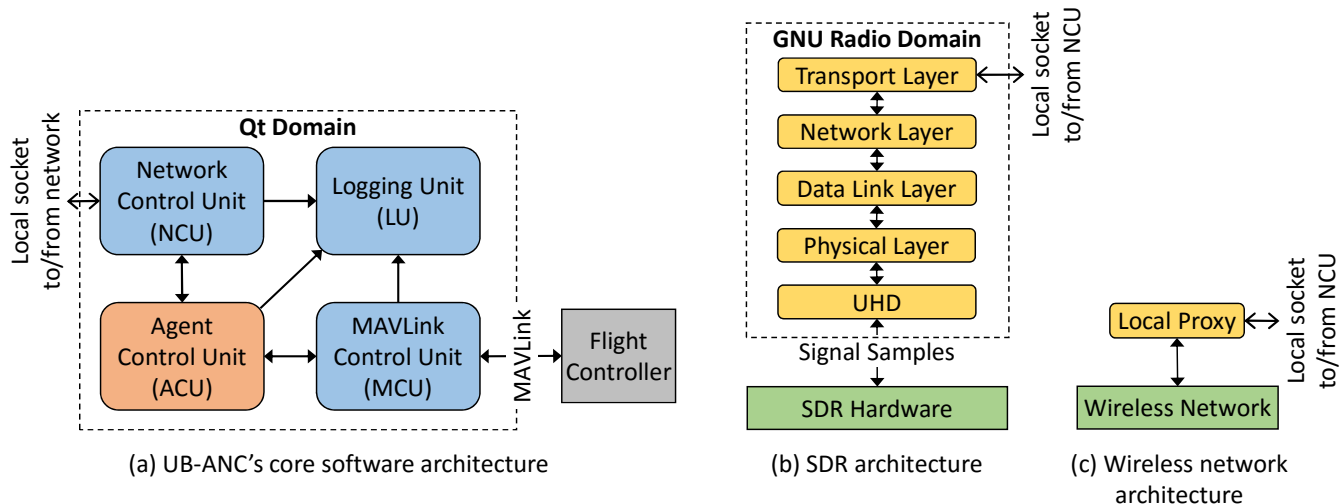 Qt Domain
Local socket
to/from network
Network
Control Unit
(NCU)
Logging Unit
(LU)
Agent
Control Unit
(ACU)
MAVLink
Control Unit
(MCU)
MAVLink
Flight
Controller
(a) UB-ANC's core software architecture
GNU Radio Domain
Transport Layer
Local socket
to/from NCU
Network Layer
Data Link Layer
Physical Layer
UHD
Signal Samples
SDR Hardware
(b) SDR architecture
Local Proxy
Local socket
to/from NCU
Wireless Network
(c) Wireless network
architecture